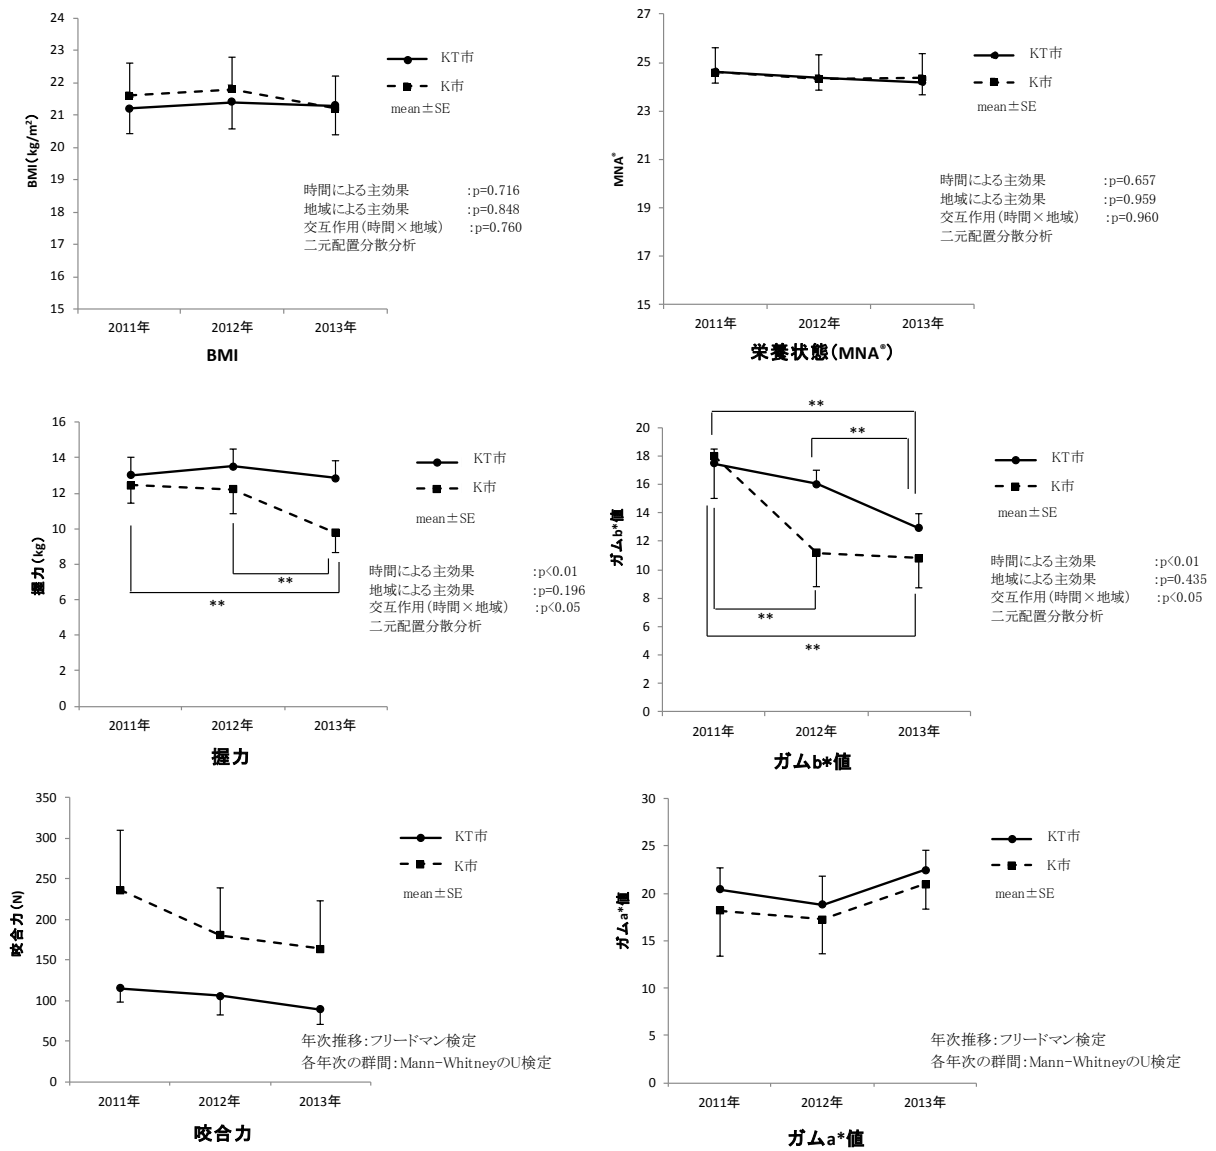 24
23
22
21
20
19
18
17
16
15
BMI(kg/m²)
KT市
K市
mean±SE
時間による主効果 :p=0.716
地域による主効果 :p=0.848
交互作用(時間×地域) :p=0.760
二元配置分散分析
2011年 2012年 2013年
BMI
27
25
23
21
19
17
15
MNA®
KT市
K市
mean±SE
時間による主効果 :p=0.657
地域による主効果 :p=0.959
交互作用(時間×地域) :p=0.960
二元配置分散分析
2011年 2012年 2013年
栄養状態(MNA®)
16
14
12
10
8
6
4
2
0
握力(kg)
KT市
K市
mean±SE
**
**
時間による主効果 :p<0.01
地域による主効果 :p=0.196
交互作用(時間×地域) :p<0.05
二元配置分散分析
2011年 2012年 2013年
握力
20
18
16
14
12
10
8
6
4
2
0
ガムb*値
**
**
KT市
K市
mean±SE
**
**
時間による主効果 :p<0.01
地域による主効果 :p=0.435
交互作用(時間×地域) :p<0.05
二元配置分散分析
2011年 2012年 2013年
ガムb*値
350
300
250
200
150
100
50
0
咬合力(N)
KT市
K市
mean±SE
年次推移:フリードマン検定
各年次の群間:Mann-WhitneyのU検定
2011年 2012年 2013年
咬合力
30
25
20
15
10
5
0
ガムa*値
KT市
K市
mean±SE
年次推移:フリードマン検定
各年次の群間:Mann-WhitneyのU検定
2011年 2012年 2013年
ガムa*値